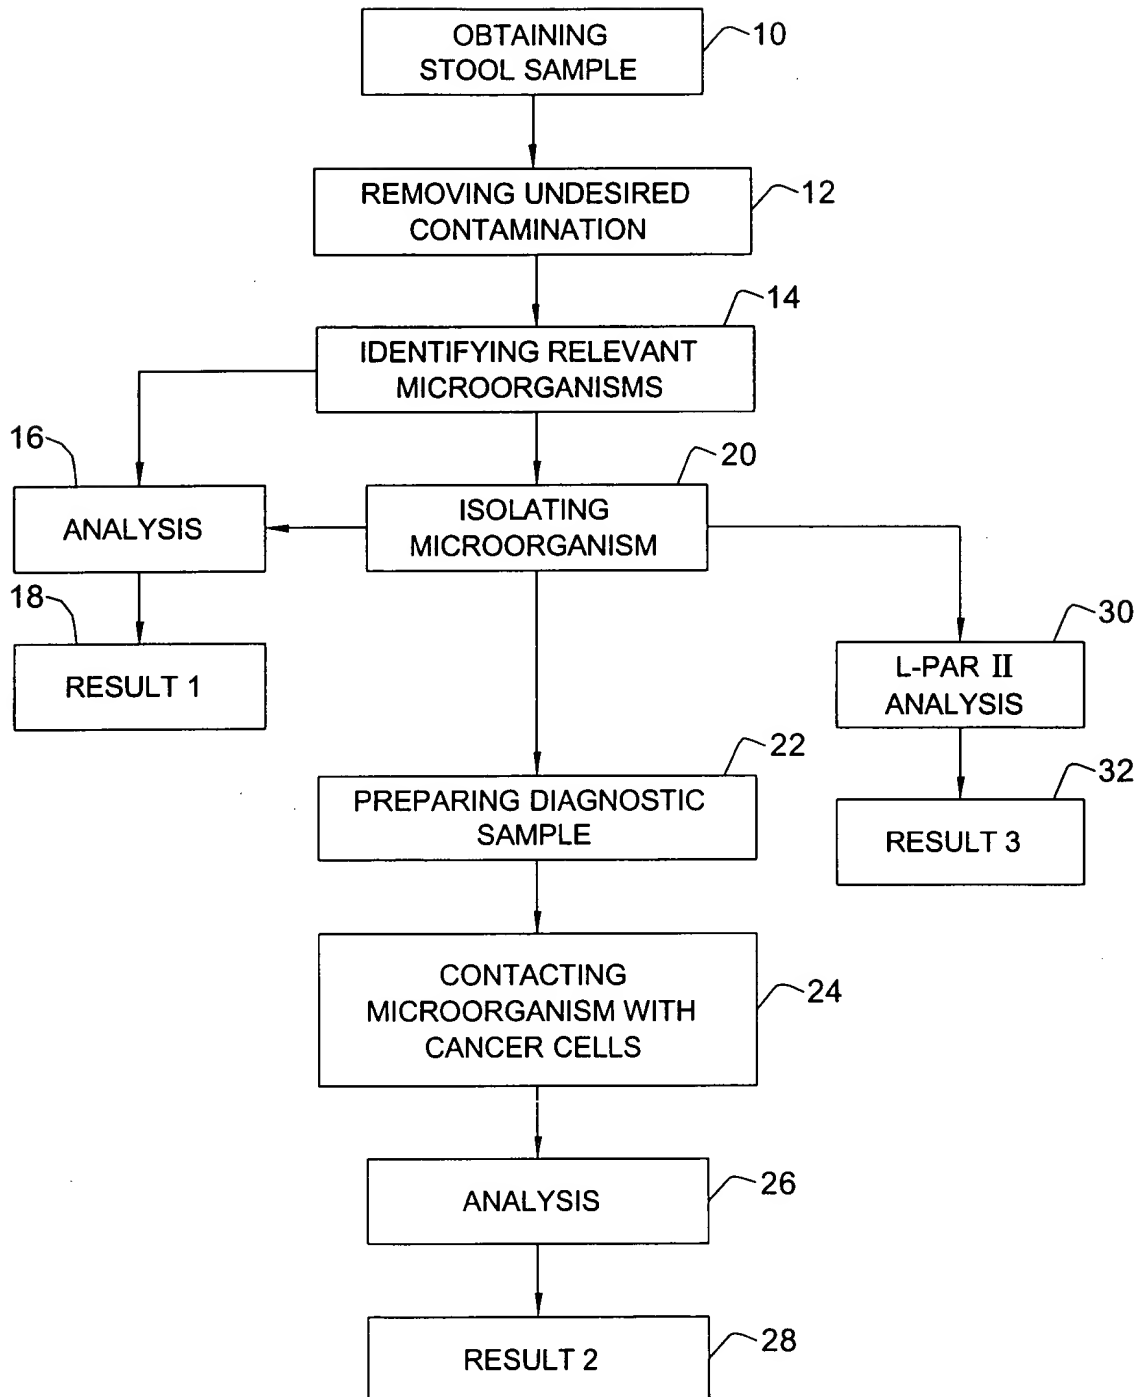 OBTAINING
STOOL SAMPLE
10
REMOVING UNDESIRED
CONTAMINATION
12
14
IDENTIFYING RELEVANT
MICROORGANISMS
16
ANALYSIS
20
ISOLATING
MICROORGANISM
18
RESULT 1
30
L-PAR II
ANALYSIS
22
PREPARING DIAGNOSTIC
SAMPLE
32
RESULT 3
CONTACTING
MICROORGANISM WITH
CANCER CELLS
24
ANALYSIS
26
RESULT 2
28